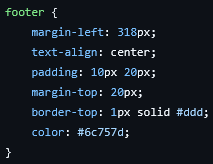 footer {
    margin-left: 318px;
    text-align: center;
    padding: 10px 20px;
    margin-top: 20px;
    border-top: 1px solid #ddd;
    color: #6c757d;
}